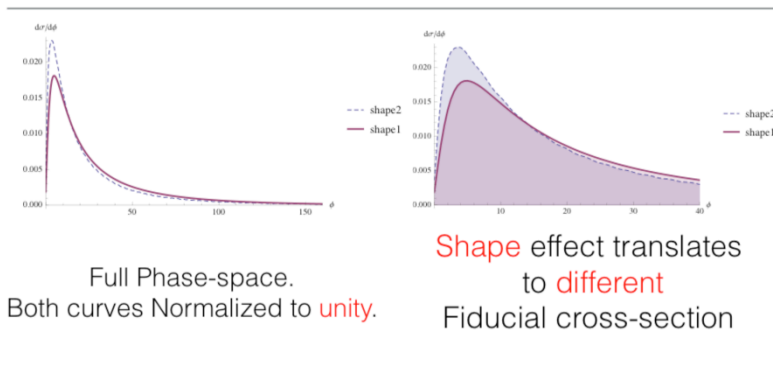 dσ/dϕ
0.020
0.015
0.010
0.005
0.000
50
100
150
ϕ
shape2
shape1
dσ/dϕ
0.020
0.015
0.010
0.005
0.000
10
20
30
40
ϕ
shape2
shape1
Full Phase-space.
Both curves Normalized to unity.
Shape effect translates
to different
Fiducial cross-section